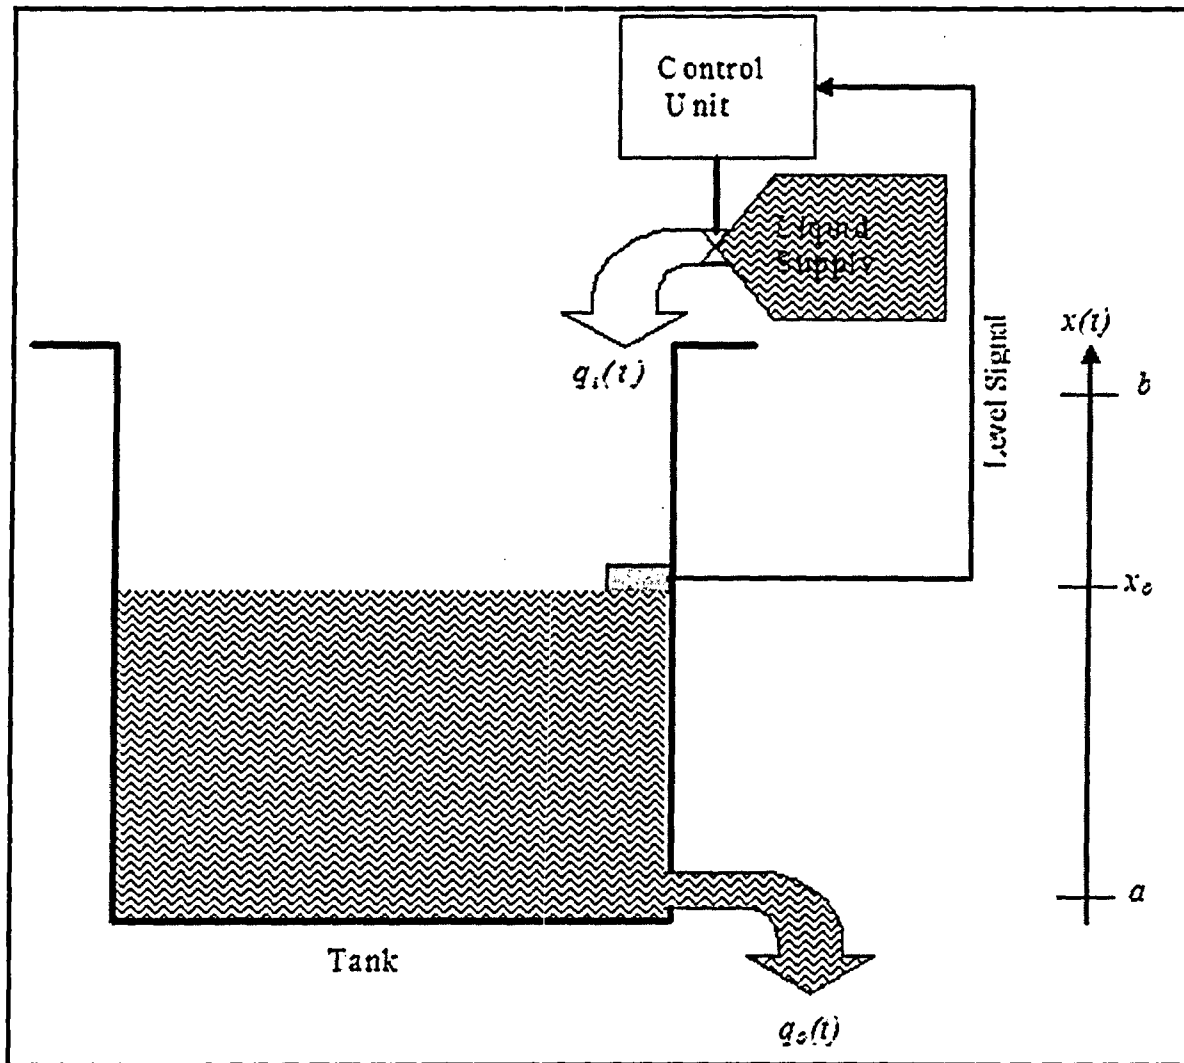 Control
Unit
Liquid
Supply
x(t)
q_i(t)
Level Signal
b
x_o
a
Tank
q_o(t)